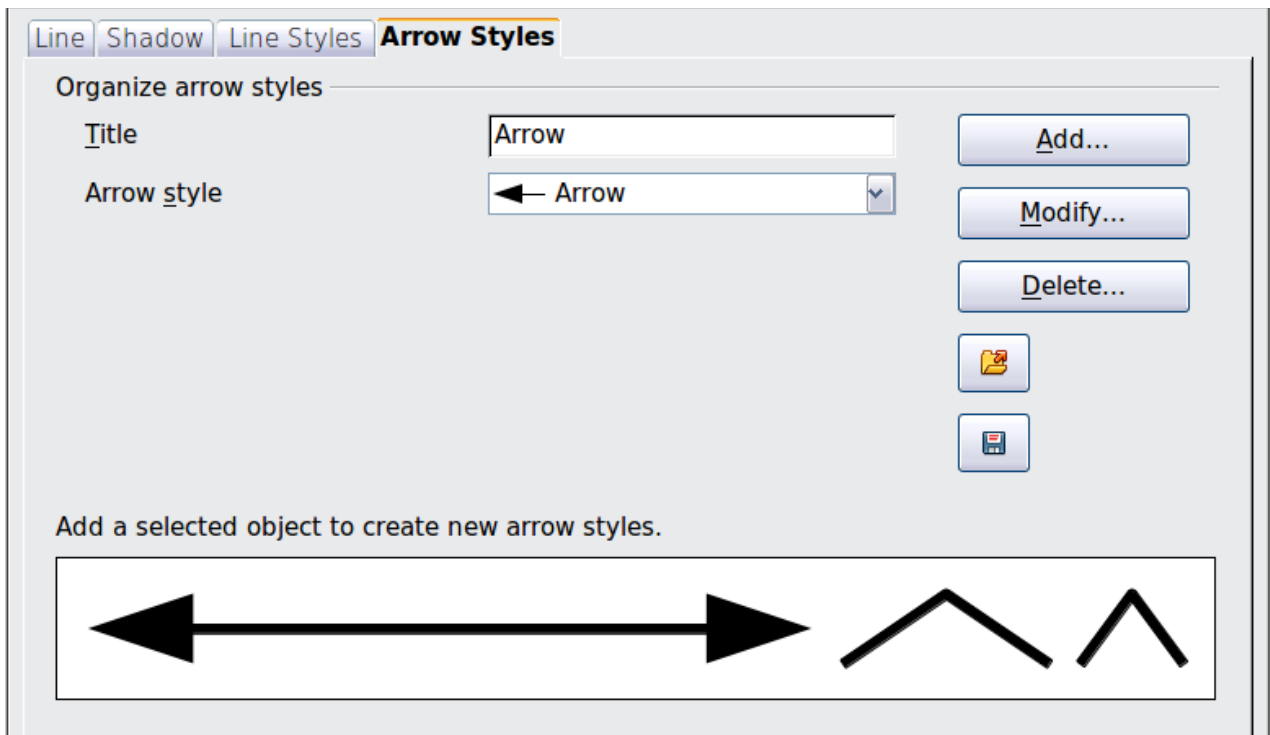 Line Shadow Line Styles Arrow Styles
Organize arrow styles
Title Arrow Add...
Arrow style Arrow
Modify...
Delete...
Add a selected object to create new arrow styles.